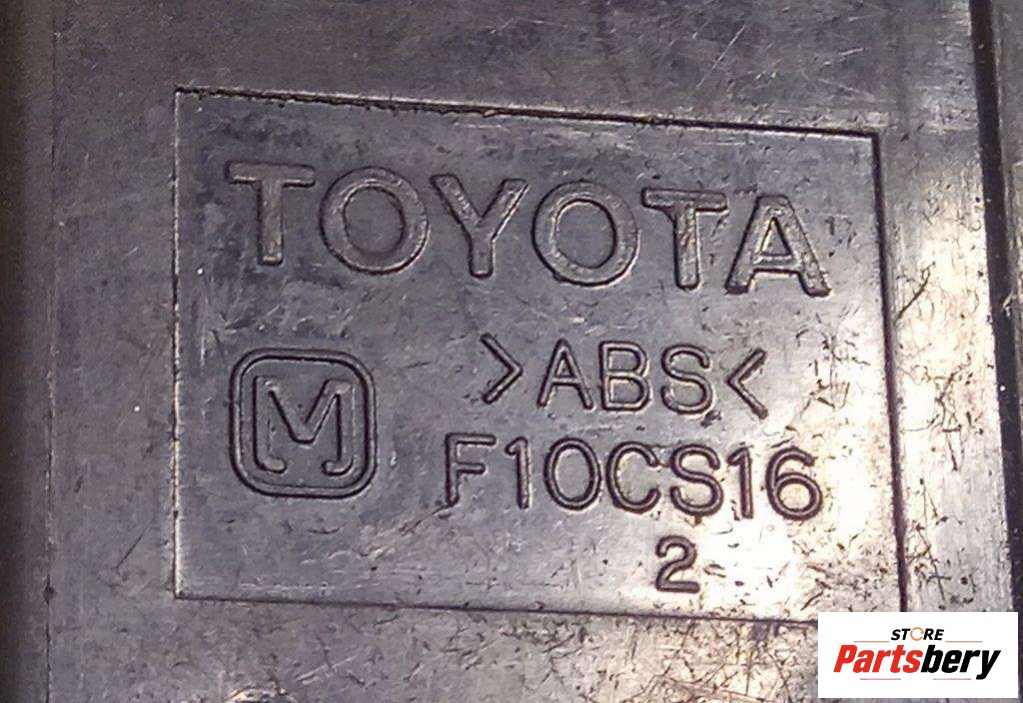 TOYOTA
M
>ABS<
F10CS16
2
STORE
Partsbery